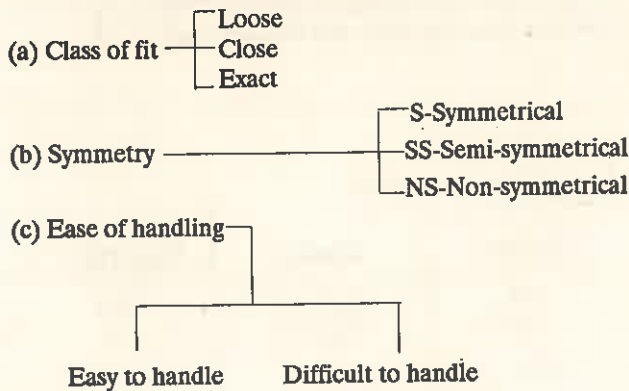 Loose
(a) Class of fit Close
Exact
S-Symmetrical
(b) Symmetry SS-Semi-symmetrical
NS-Non-symmetrical
(c) Ease of handling
Easy to handle Difficult to handle